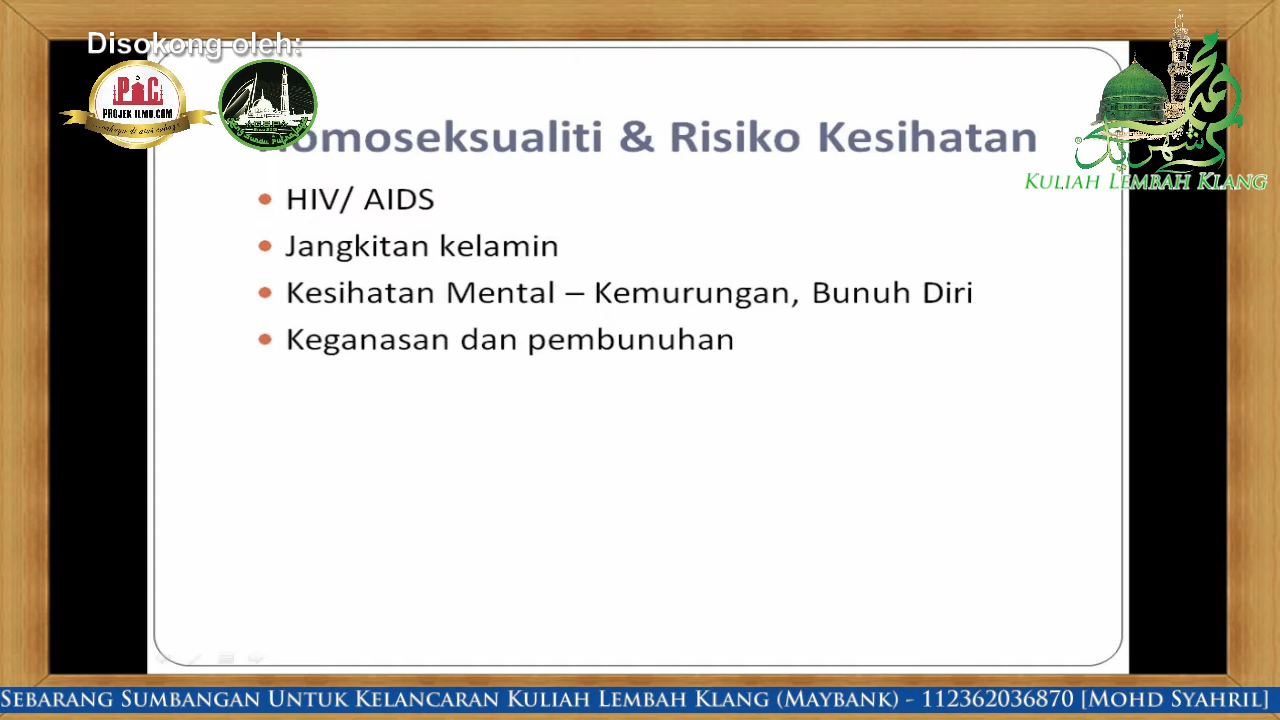 Disokong oleh:
PIC
PROJEK ILMU.COM
omoseksualiti & Risiko Kesihatan
KULIAH LEMBAH KLANG
• HIV/ AIDS
• Jangkitan kelamin
• Kesihatan Mental – Kemurungan, Bunuh Diri
• Keganasan dan pembunuhan
SEBARANG SUMBANGAN UNTUK KELANCARAN KULIAH LEMBAH KLANG (MAYBANK) - 112362036870 [MOHD SYAHRIL]